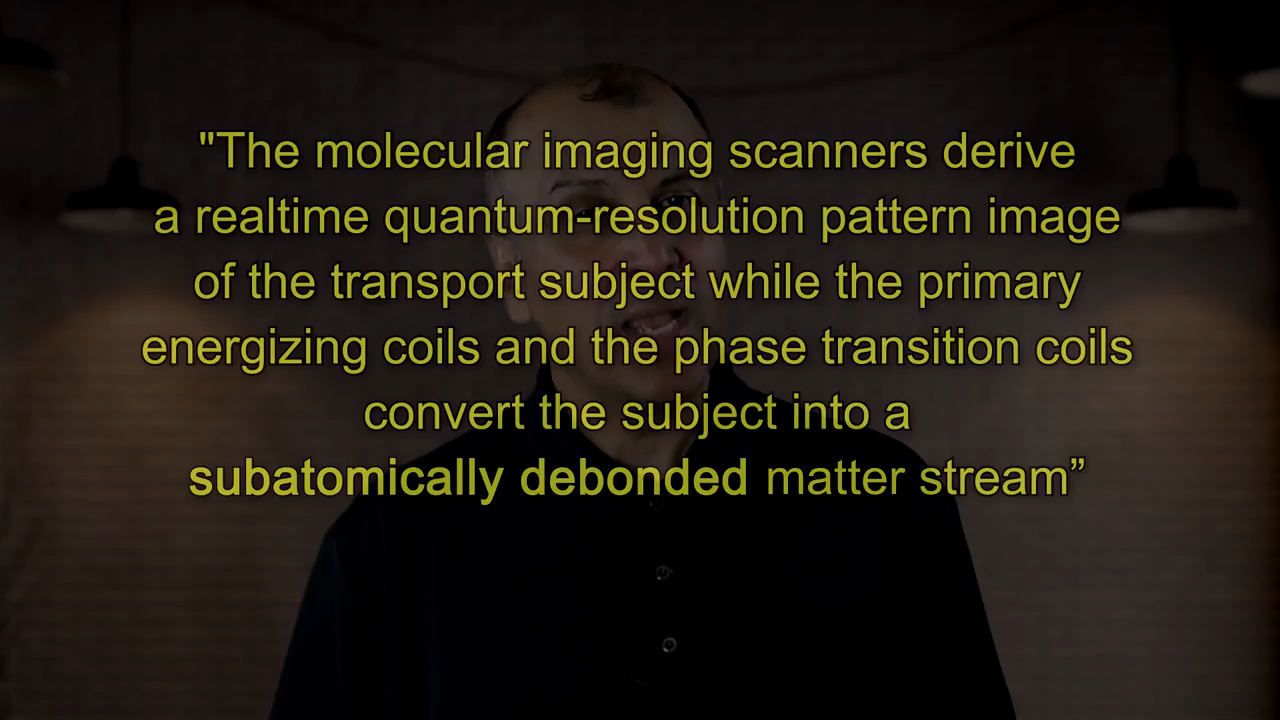 "The molecular imaging scanners derive
a realtime quantum-resolution pattern image
of the transport subject while the primary
energizing coils and the phase transition coils
convert the subject into a
subatomically debonded matter stream”